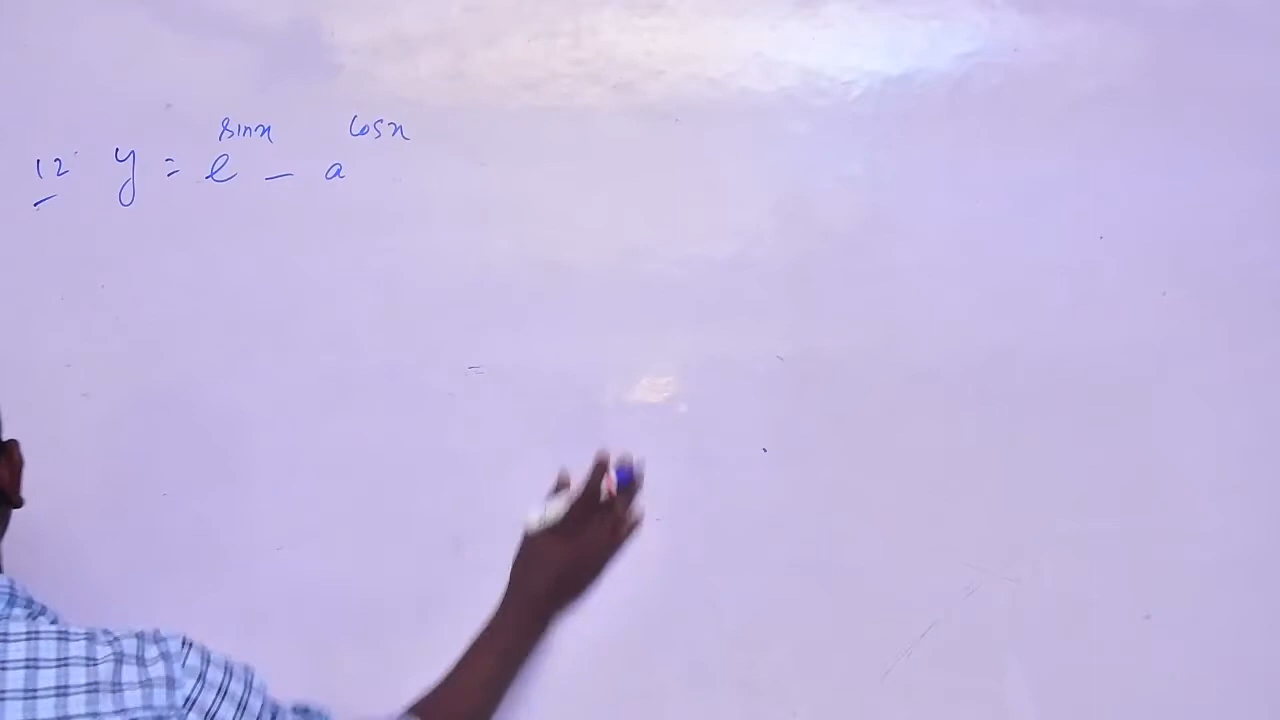 12. y = e^sinx - a^cosx